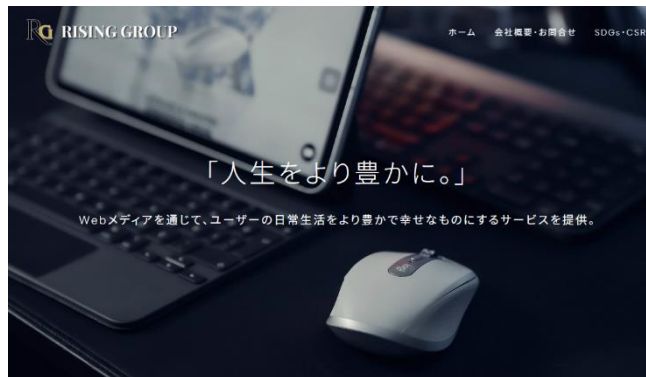 RG RISING GROUP
ホーム 会社概要・お問合せ SDGs・CSR
「人生をより豊かに。」
Webメディアを通じて、ユーザーの日常生活をより豊かで幸せなものにするサービスを提供。